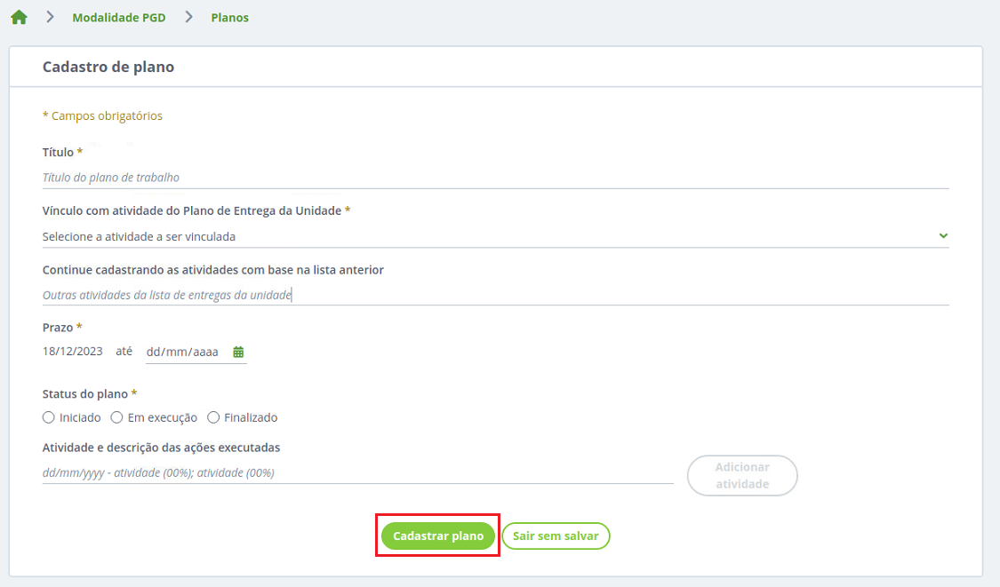 Modalidade PGD
Planos
Cadastro de plano
* Campos obrigatórios
Título *
Título do plano de trabalho
Vínculo com atividade do Plano de Entrega da Unidade *
Selecione a atividade a ser vinculada
Continue cadastrando as atividades com base na lista anterior
Outras atividades da lista de entregas da unidade
Prazo *
18/12/2023 até dd/mm/aaaa
Status do plano *
Iniciado Em execução Finalizado
Atividade e descrição das ações executadas
dd/mm/yyyy - atividade (00%); atividade (00%)
Adicionar
atividade
Cadastrar plano Sair sem salvar